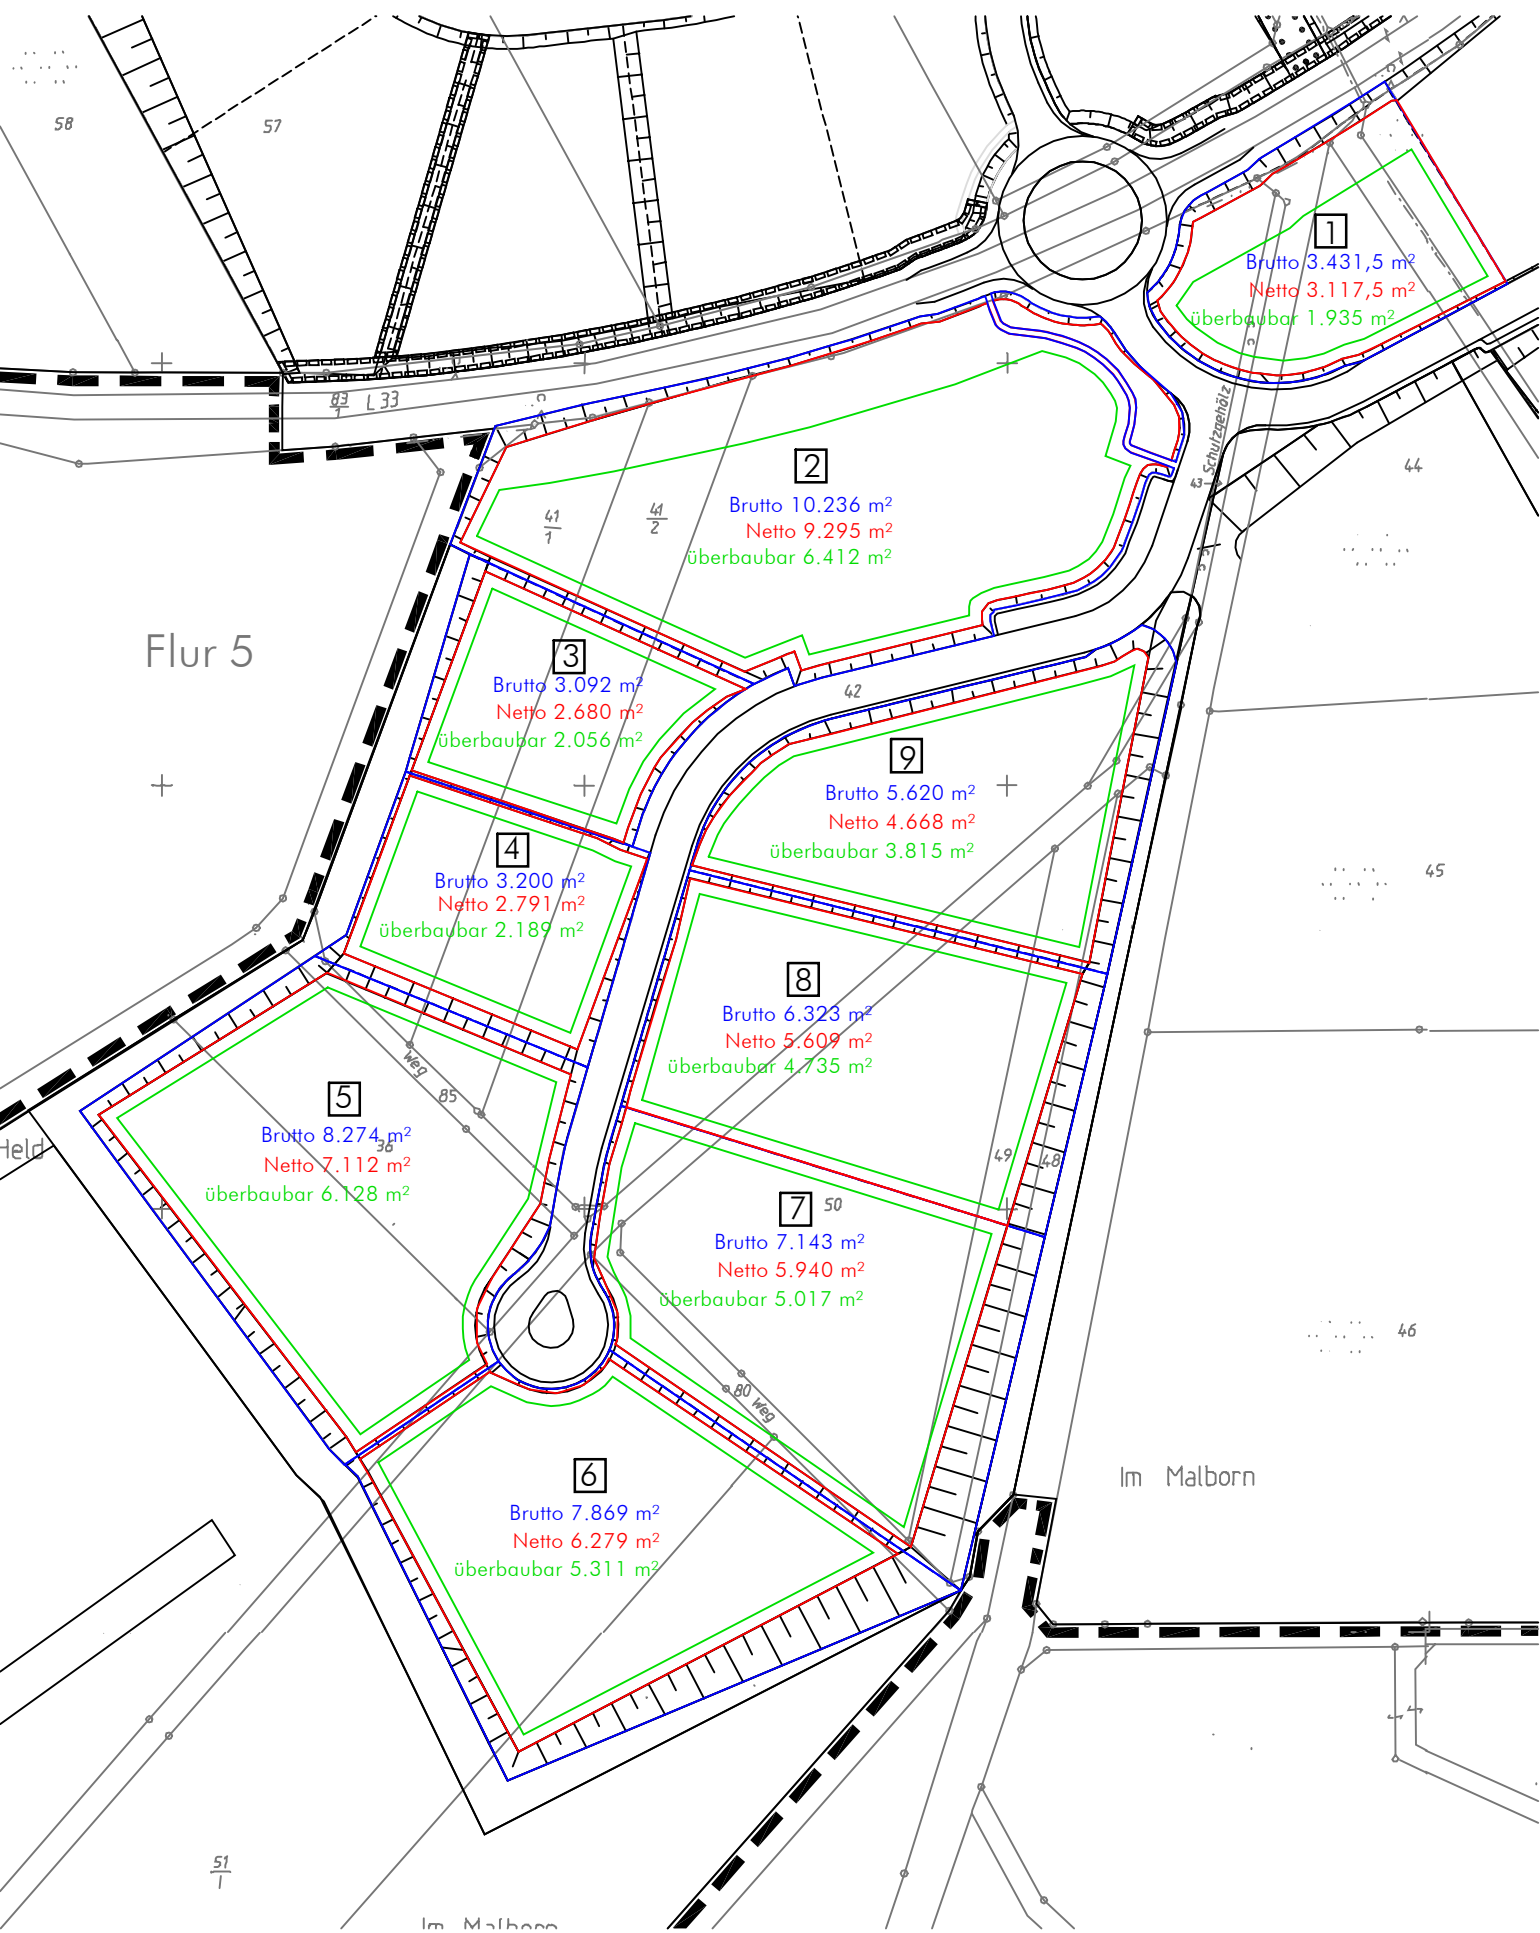 58
57
1
Brutto 3.431,5 m²
Netto 3.117,5 m²
überbaubar 1.935 m²
83
1
L 33
Schutzgehölz
43
44
2
Brutto 10.236 m²
Netto 9.295 m²
überbaubar 6.412 m²
41
1
41
2
Flur 5
3
Brutto 3.092 m²
Netto 2.680 m²
überbaubar 2.056 m²
42
9
Brutto 5.620 m²
Netto 4.668 m²
überbaubar 3.815 m²
4
Brutto 3.200 m²
Netto 2.791 m²
überbaubar 2.189 m²
45
8
Brutto 6.323 m²
Netto 5.609 m²
überbaubar 4.735 m²
Weg
85
5
Brutto 8.274 m²
Netto 7.112 m²
überbaubar 6.128 m²
36
Held
49
48
7
50
Brutto 7.143 m²
Netto 5.940 m²
überbaubar 5.017 m²
46
80 Weg
6
Brutto 7.869 m²
Netto 6.279 m²
überbaubar 5.311 m²
Im Malborn
51
1
Im Malborn